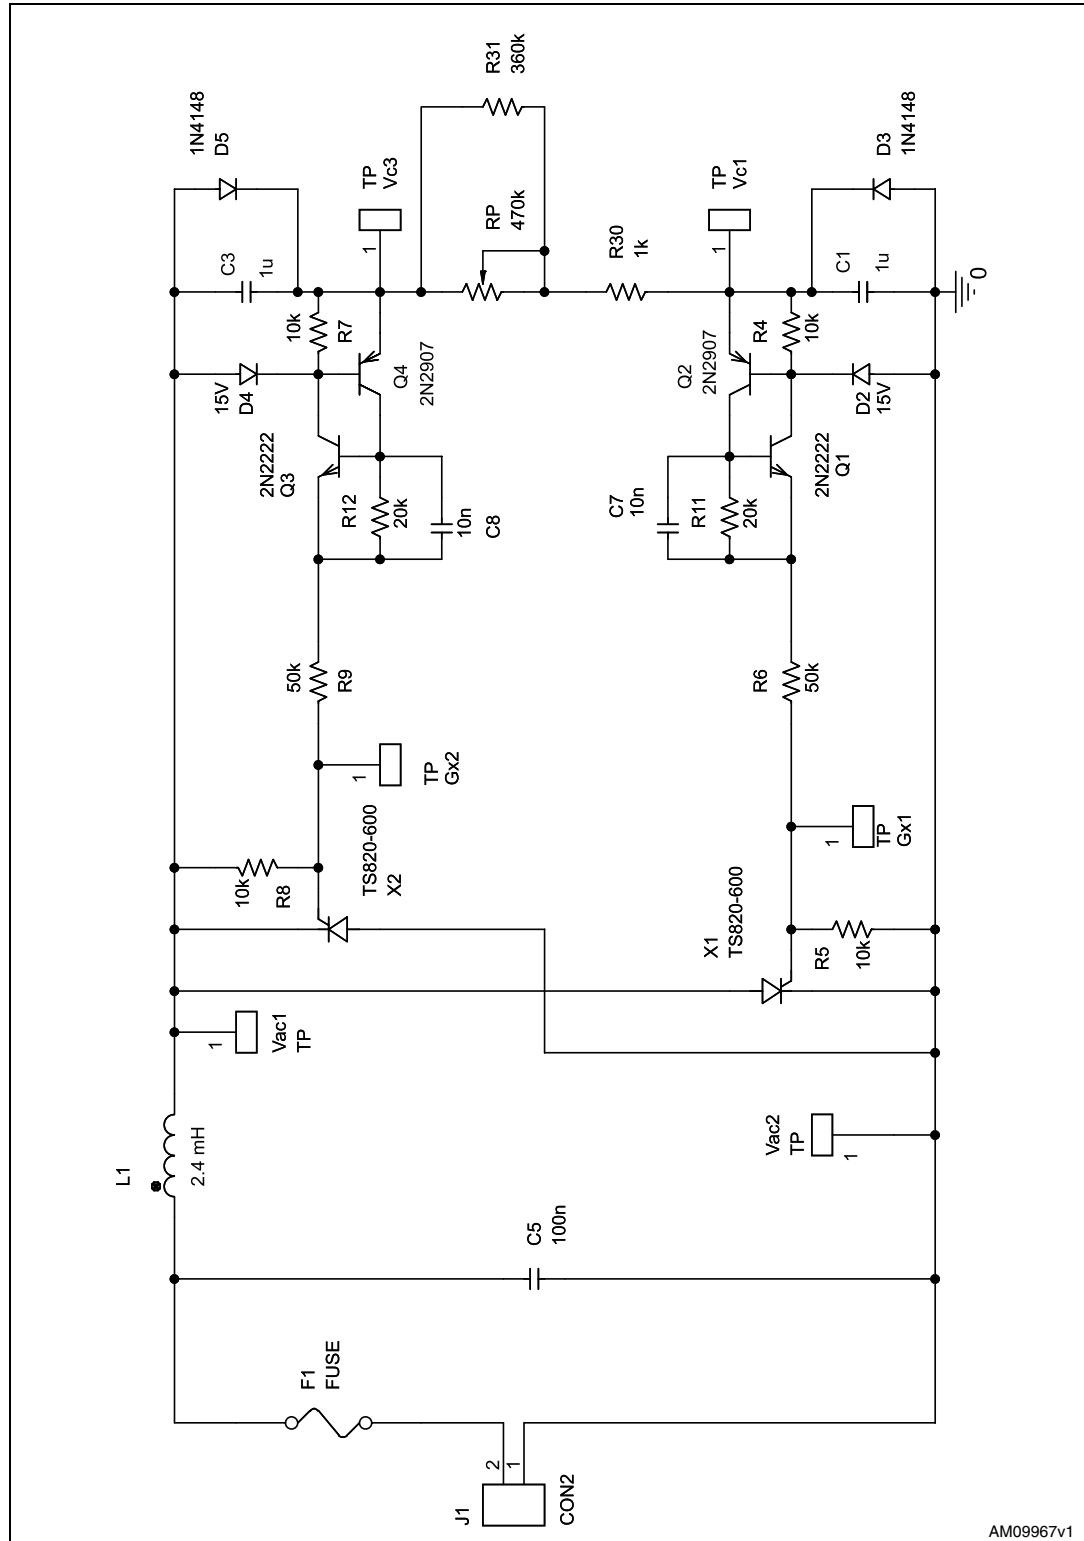 R31
360k
1N4148
D5
TP
Vc3
RP
470k
R30
1k
TP
Vc1
D3
1N4148
C3
1u
1
1
C1
1u
0
10k
R7
R4
10k
15V
D4
Q4
2N2907
Q2
2N2907
D2
15V
2N2222
Q3
R12
20k
10n
C8
C7
10n
R11
20k
2N2222
Q1
50k
R9
R6
50k
1
TP
Gx2
1
TP
Gx1
10k
R8
TS820-600
X2
X1
TS820-600
R5
10k
1
Vac1
TP
Vac2
TP
1
L1
2.4 mH
C5
100n
F1
FUSE
J1
2
1
CON2
AM09967v1